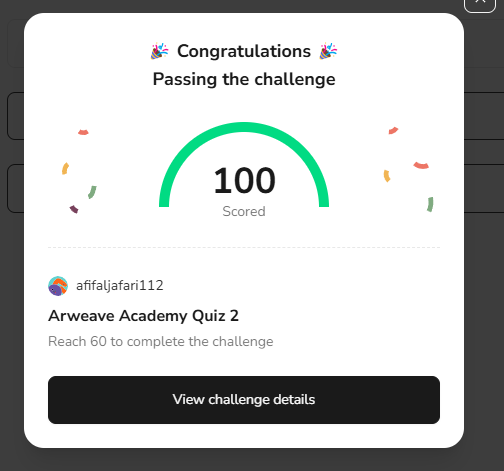 🎉 Congratulations 🎉
Passing the challenge
100
Scored
afifaljafari112
Arweave Academy Quiz 2
Reach 60 to complete the challenge
View challenge details